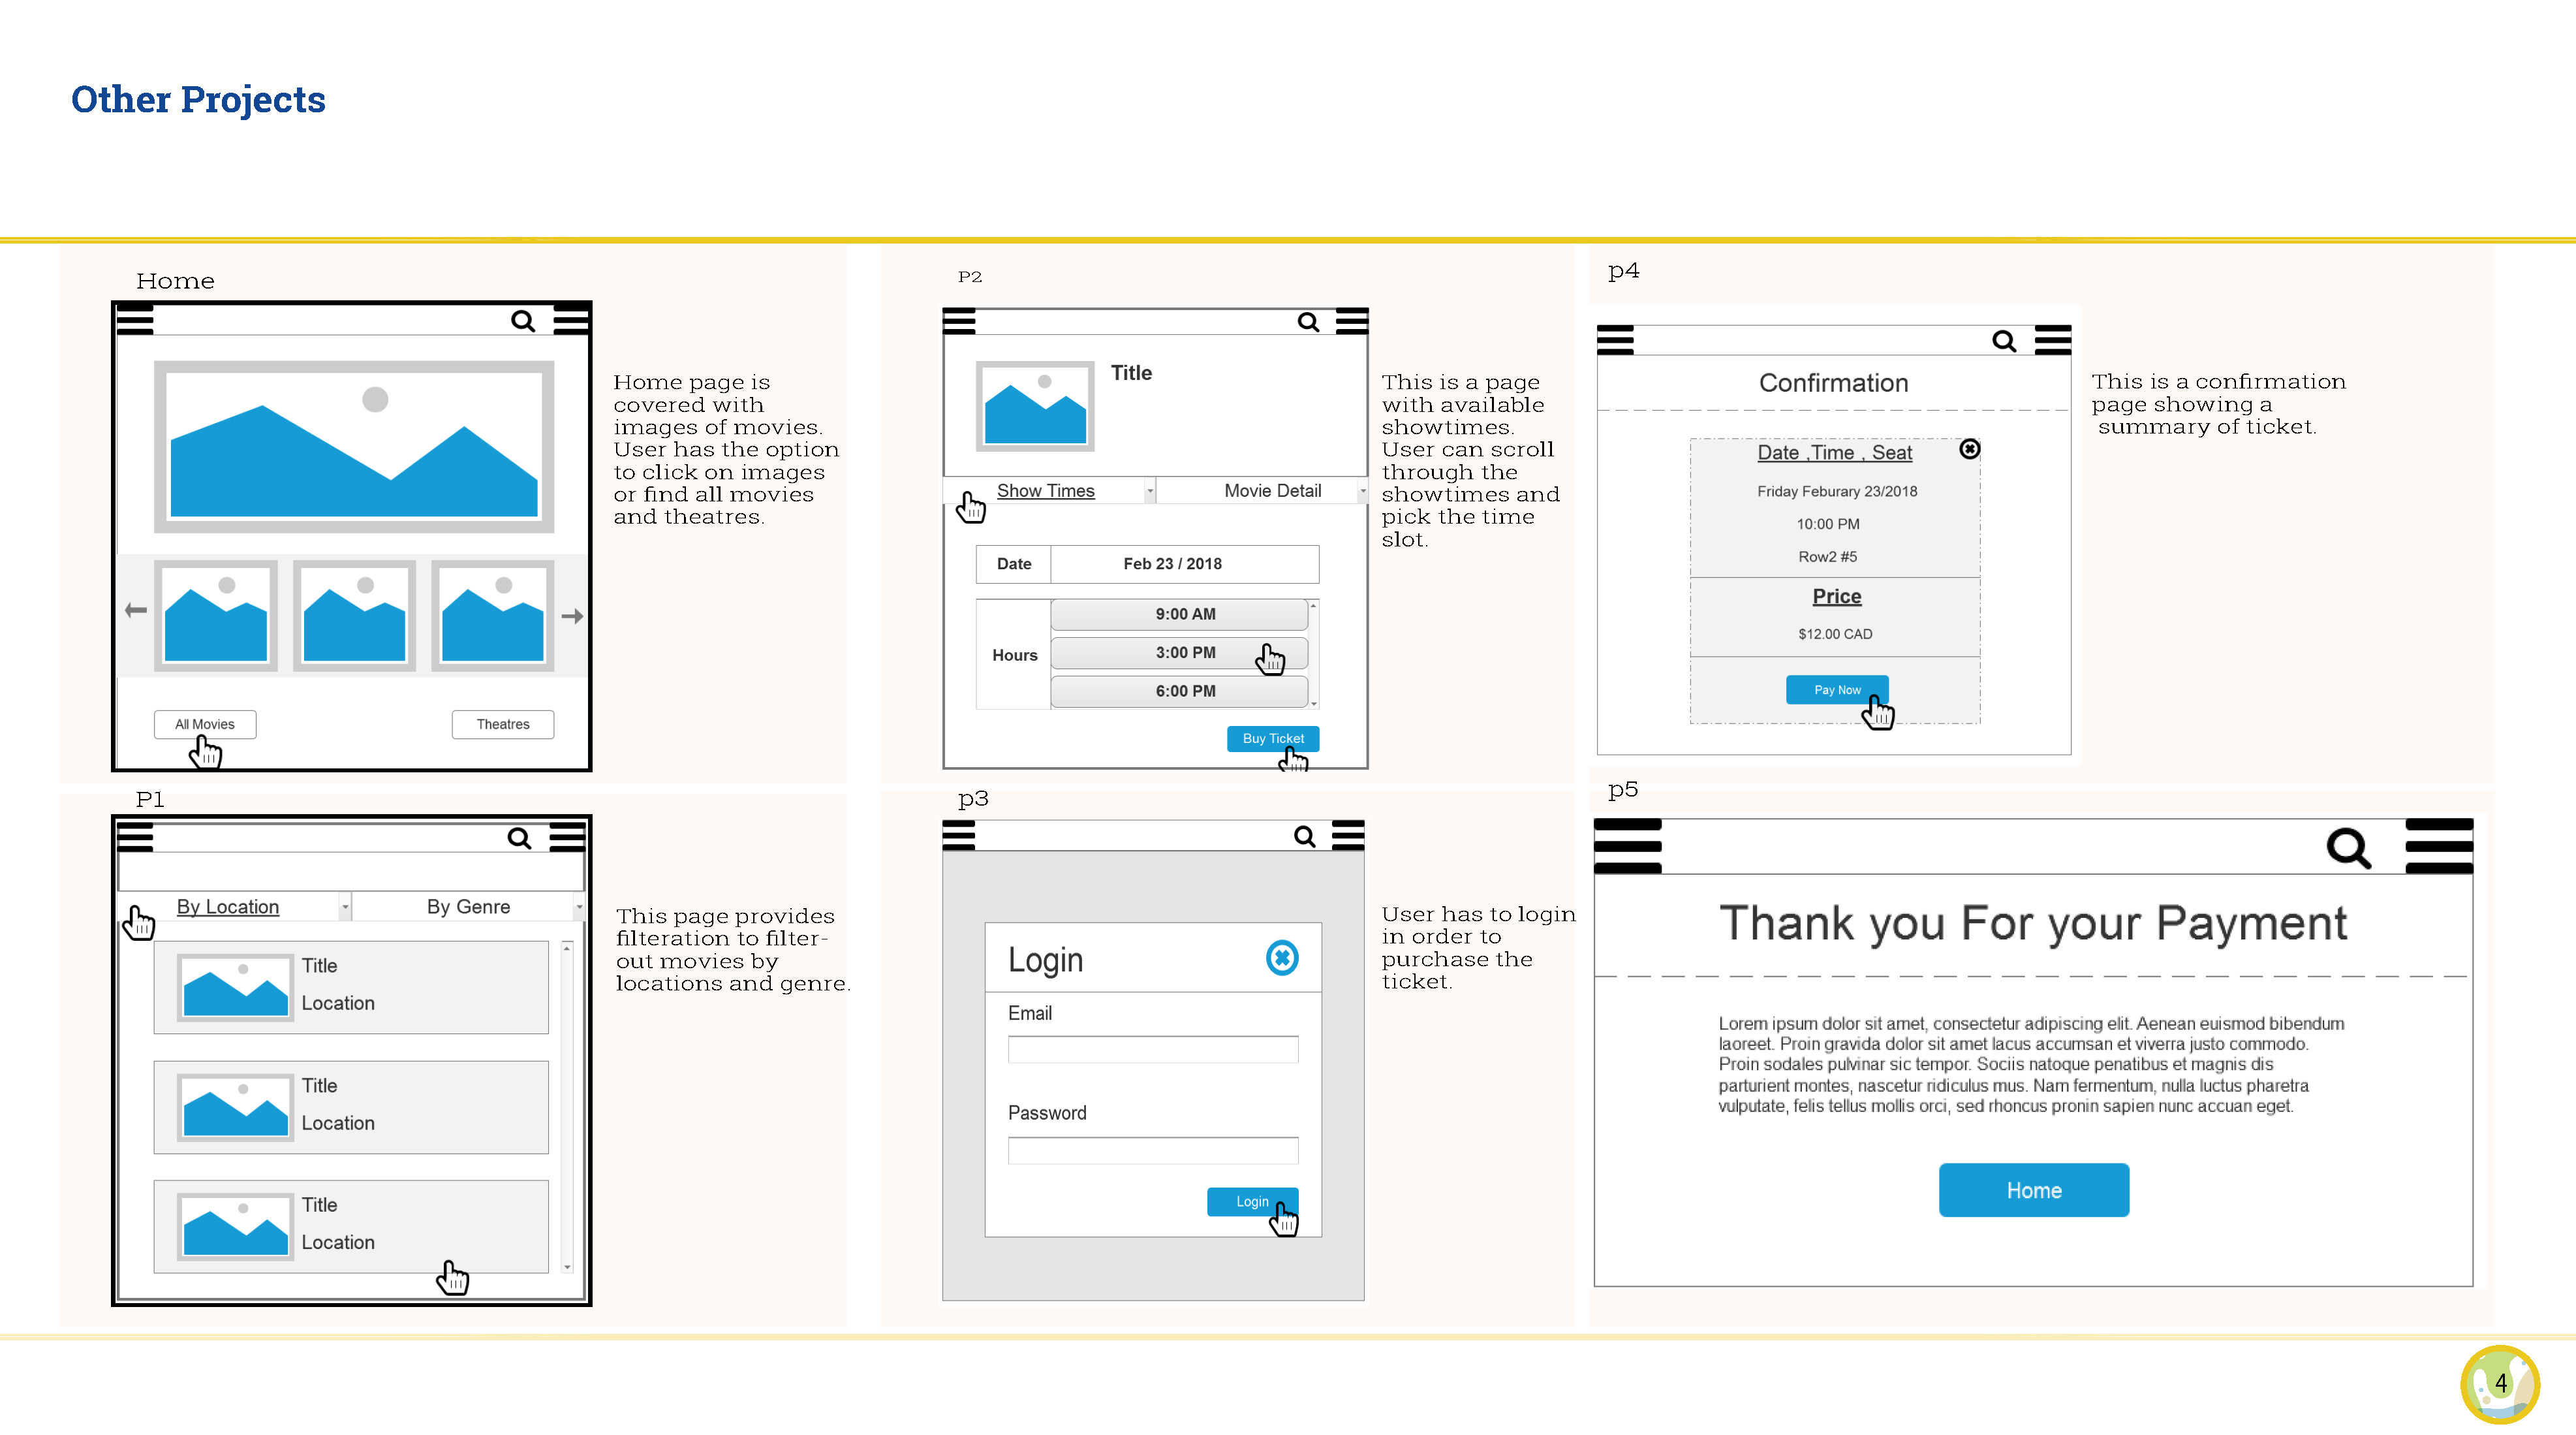 Other Projects
Home
Home page is
covered with
images of movies.
User has the option
to click on images
or find all movies
and theatres.
All Movies
Theatres
P1
By Location
By Genre
Title
Location
Title
Location
Title
Location
This page provides
filteration to filter-
out movies by
locations and genre.
P2
Title
Show Times
Movie Detail
Date
Feb 23 / 2018
Hours
9:00 AM
3:00 PM
6:00 PM
Buy Ticket
This is a page
with available
showtimes.
User can scroll
through the
showtimes and
pick the time
slot.
p3
Login
Email
Password
Login
User has to login
in order to
purchase the
ticket.
p4
Confirmation
Date ,Time , Seat
Friday Feburary 23/2018
10:00 PM
Row2 #5
Price
$12.00 CAD
Pay Now
This is a confirmation
page showing a
summary of ticket.
p5
Thank you For your Payment
Lorem ipsum dolor sit amet, consectetur adipiscing elit. Aenean euismod bibendum
laoreet. Proin gravida dolor sit amet lacus accumsan et viverra justo commodo.
Proin sodales pulvinar sic tempor. Sociis natoque penatibus et magnis dis
parturient montes, nascetur ridiculus mus. Nam fermentum, nulla luctus pharetra
vulputate, felis tellus mollis orci, sed rhoncus pronin sapien nunc accuan eget.
Home
4